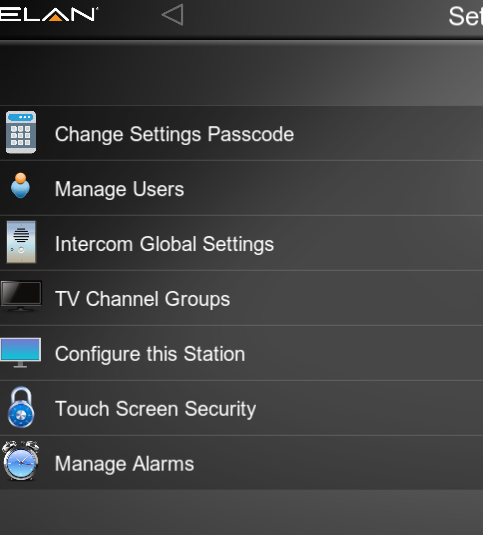 ELAN
Set
Change Settings Passcode
Manage Users
Intercom Global Settings
TV Channel Groups
Configure this Station
Touch Screen Security
Manage Alarms